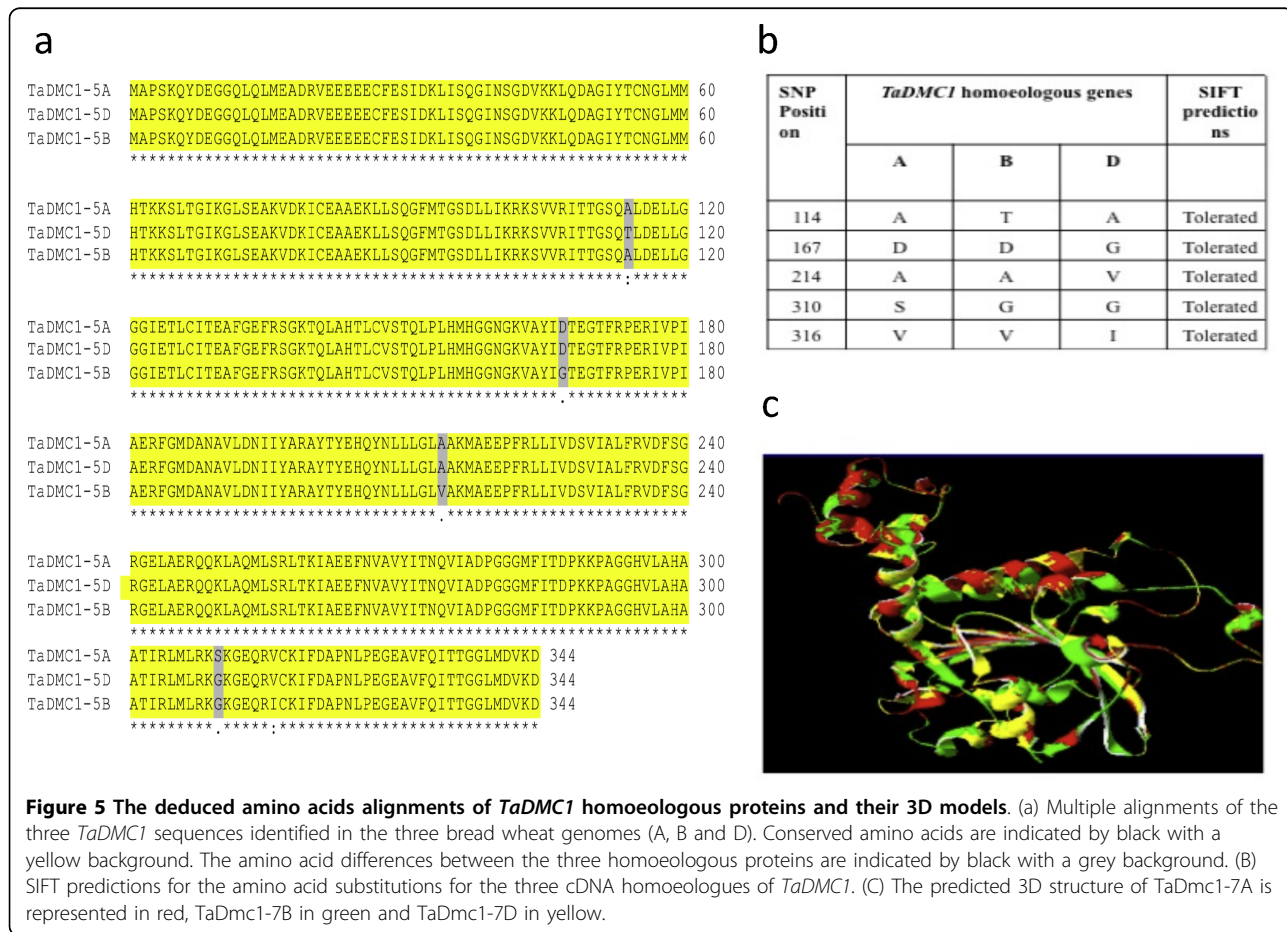 a
TaDMC1-5A MAPSKQYDEGGQLQLMEADRVEEEEECFESIDKLISQGINSGDVKKLQDAGIYTCNGLMM 60
TaDMC1-5D MAPSKQYDEGGQLQLMEADRVEEEEECFESIDKLISQGINSGDVKKLQDAGIYTCNGLMM 60
TaDMC1-5B MAPSKQYDEGGQLQLMEADRVEEEEECFESIDKLISQGINSGDVKKLQDAGIYTCNGLMM 60
************************************************************
TaDMC1-5A HTKKSLTGIKGLSEAKVDKICEAAEKLLSQGFMTGSDLLIKRKSVVRITTGSQALDELLG 120
TaDMC1-5D HTKKSLTGIKGLSEAKVDKICEAAEKLLSQGFMTGSDLLIKRKSVVRITTGSQTLDELLG 120
TaDMC1-5B HTKKSLTGIKGLSEAKVDKICEAAEKLLSQGFMTGSDLLIKRKSVVRITTGSQALDELLG 120
*****************************************************:******
TaDMC1-5A GGIETLCITEAFGEFRSGKTQLAHTLCVSTQLPLHMHGGNGKVAYIDTEGTFRPERIVPI 180
TaDMC1-5D GGIETLCITEAFGEFRSGKTQLAHTLCVSTQLPLHMHGGNGKVAYIDTEGTFRPERIVPI 180
TaDMC1-5B GGIETLCITEAFGEFRSGKTQLAHTLCVSTQLPLHMHGGNGKVAYIGTEGTFRPERIVPI 180
**********************************************.*************
TaDMC1-5A AERFGMDANAVLDNIIYARAYTYEHQYNLLLGLAAKMAEEPFRLLIVDSVIALFRVDFSG 240
TaDMC1-5D AERFGMDANAVLDNIIYARAYTYEHQYNLLLGLAAKMAEEPFRLLIVDSVIALFRVDFSG 240
TaDMC1-5B AERFGMDANAVLDNIIYARAYTYEHQYNLLLGLVAKMAEEPFRLLIVDSVIALFRVDFSG 240
*********************************.**************************
TaDMC1-5A RGELAERQQKLAQMLSRLTKIAEEFNVAVYITNQVIADPGGGMFITDPKKPAGGHVLAHA 300
TaDMC1-5D RGELAERQQKLAQMLSRLTKIAEEFNVAVYITNQVIADPGGGMFITDPKKPAGGHVLAHA 300
TaDMC1-5B RGELAERQQKLAQMLSRLTKIAEEFNVAVYITNQVIADPGGGMFITDPKKPAGGHVLAHA 300
************************************************************
TaDMC1-5A ATIRLMLRKSKGEQRVCKIFDAPNLPEGEAVFQITTGGLMDVKD 344
TaDMC1-5D ATIRLMLRKGKGEQRVCKIFDAPNLPEGEAVFQITTGGLMDVKD 344
TaDMC1-5B ATIRLMLRKGKGEQRICKIFDAPNLPEGEAVFQITTGGLMDVKD 344
*********.*****:****************************
b
SNP Positi on TaDMC1 homoeologous genes SIFT predictio ns
A B D
114 A T A Tolerated
167 D D G Tolerated
214 A A V Tolerated
310 S G G Tolerated
316 V V I Tolerated
c
Figure 5 The deduced amino acids alignments of TaDMC1 homoeologous proteins and their 3D models. (a) Multiple alignments of the
three TaDMC1 sequences identified in the three bread wheat genomes (A, B and D). Conserved amino acids are indicated by black with a
yellow background. The amino acid differences between the three homoeologous proteins are indicated by black with a grey background. (B)
SIFT predictions for the amino acid substitutions for the three cDNA homoeologues of TaDMC1. (C) The predicted 3D structure of TaDmc1-7A is
represented in red, TaDmc1-7B in green and TaDmc1-7D in yellow.